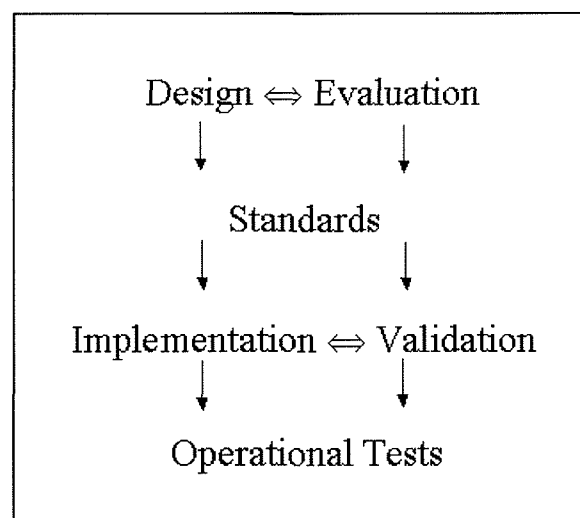 Design ⇔ Evaluation
Standards
Implementation ⇔ Validation
Operational Tests